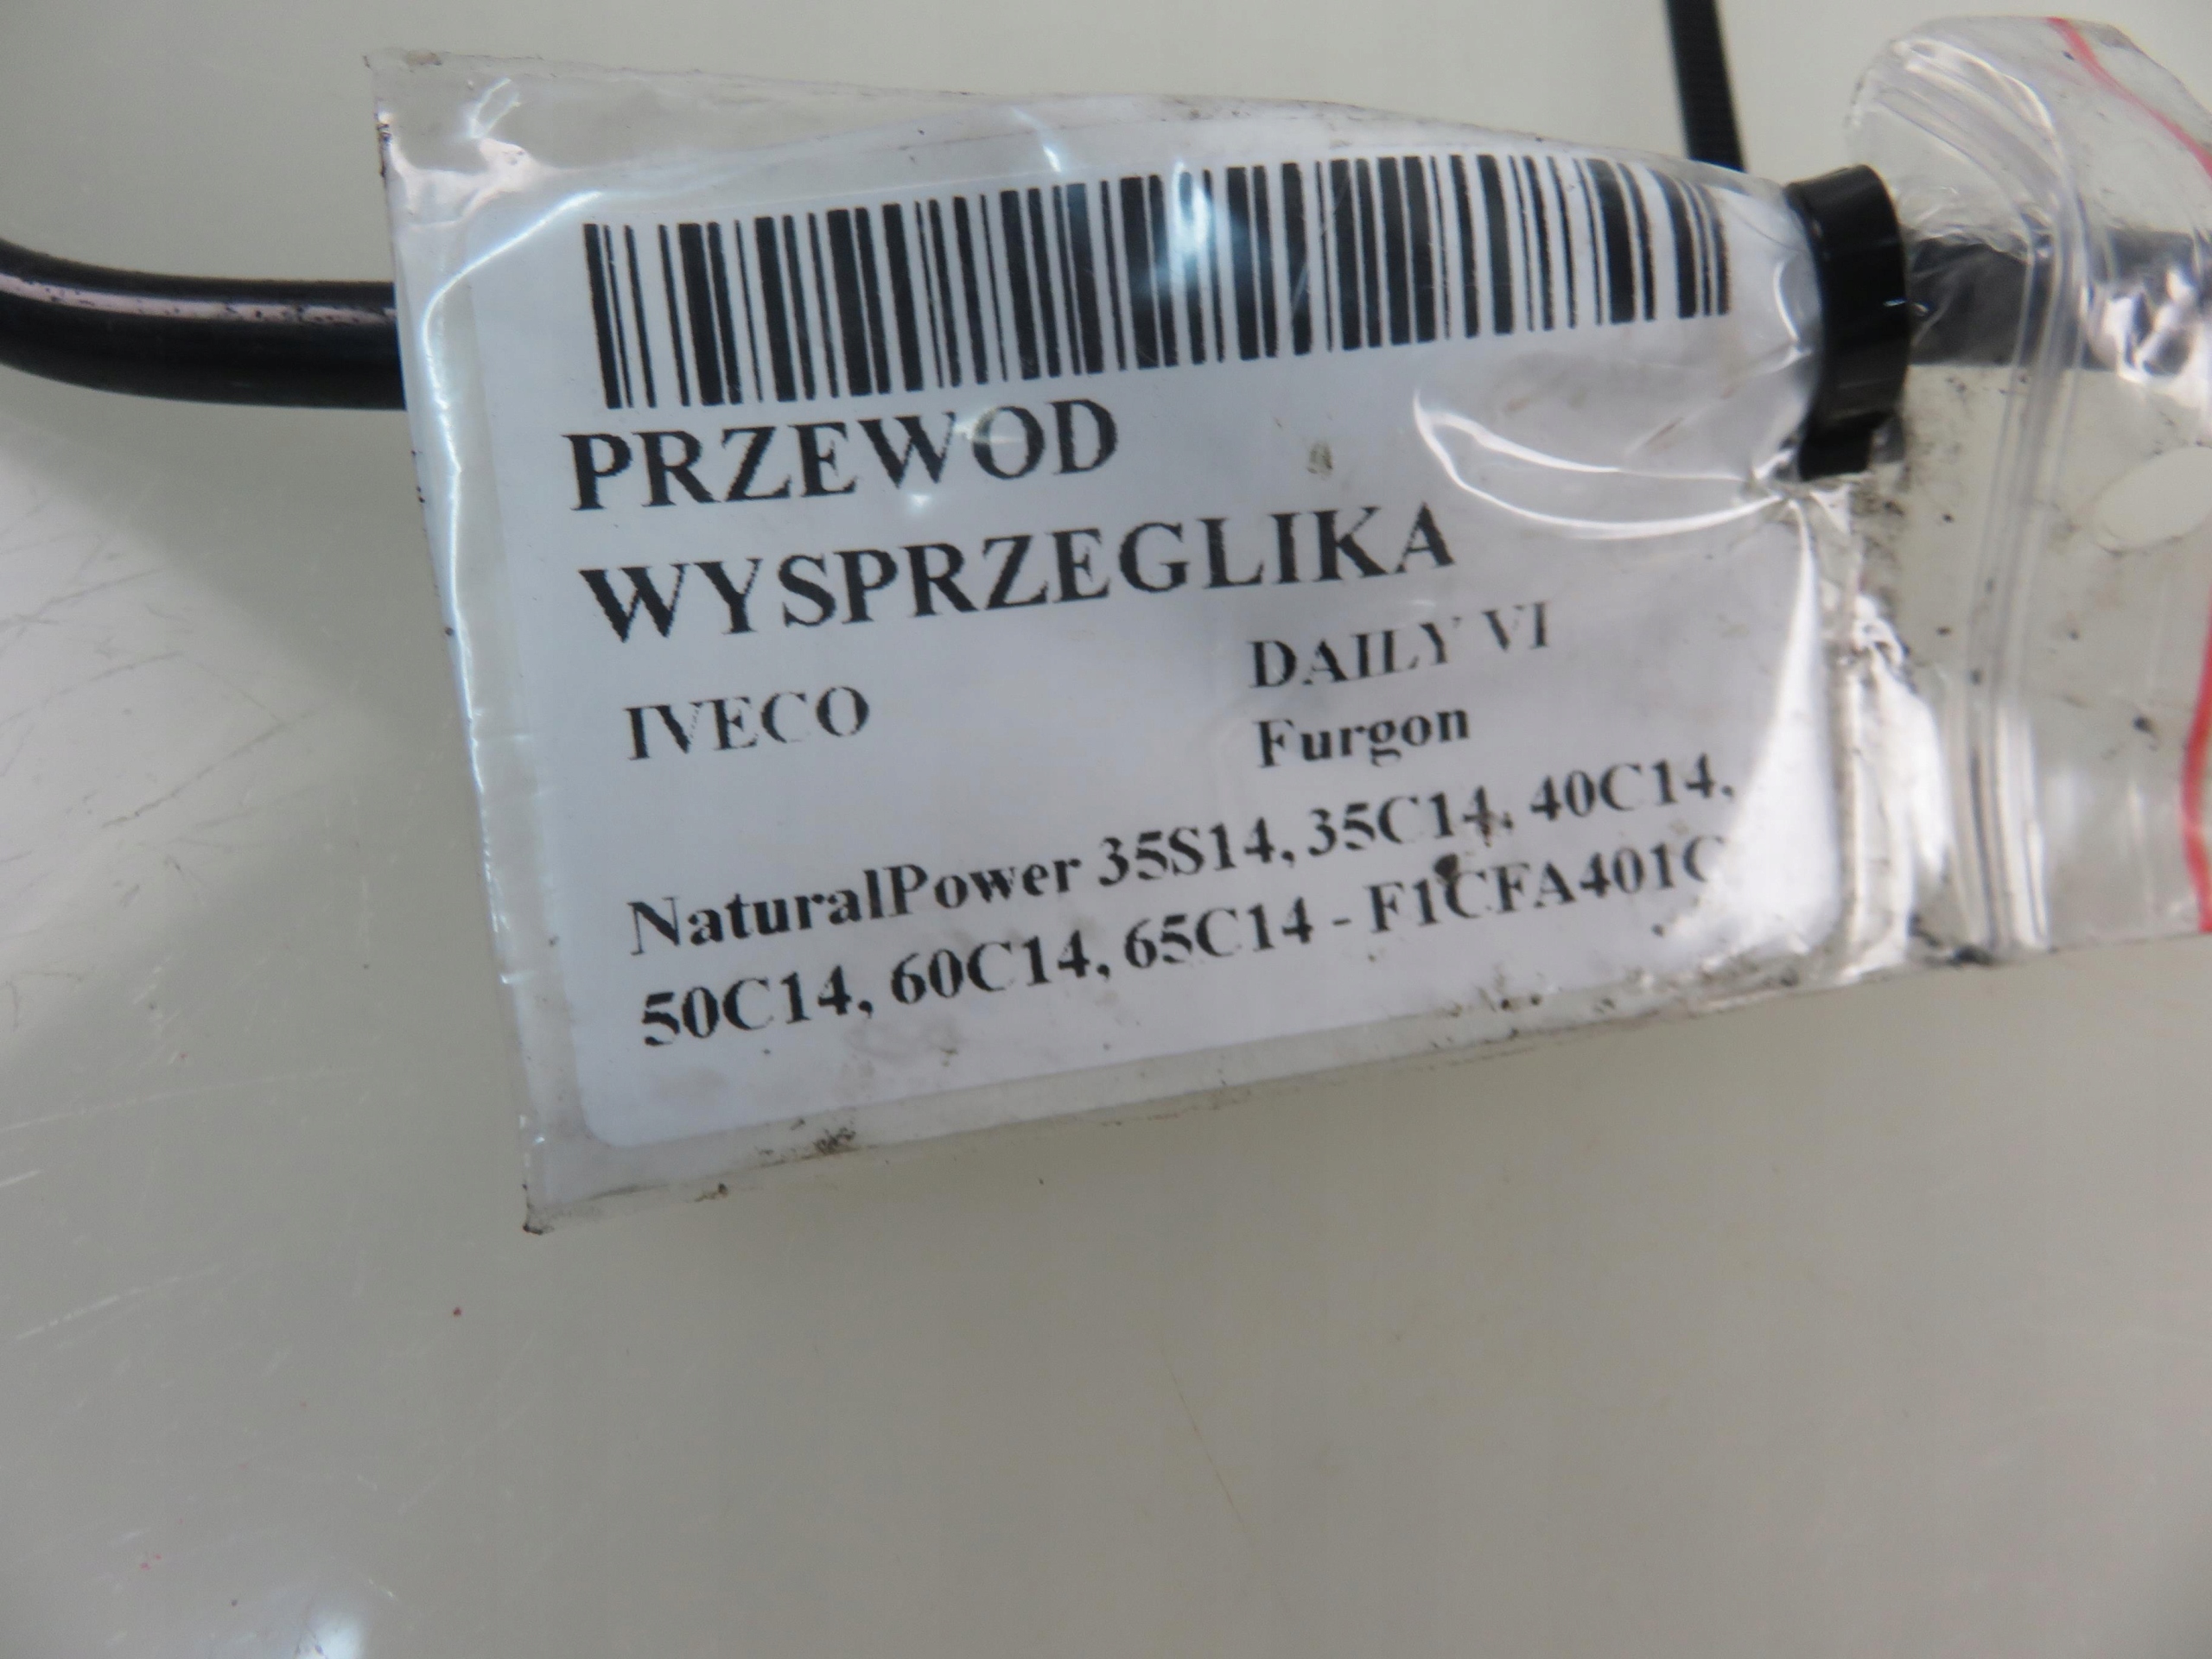 PRZEWOD
WYSPRZEGLIKA
IVECO DAILY VI
Furgon
NaturalPower 35S14, 35C14, 40C14,
50C14, 60C14, 65C14 - F1CFA401C